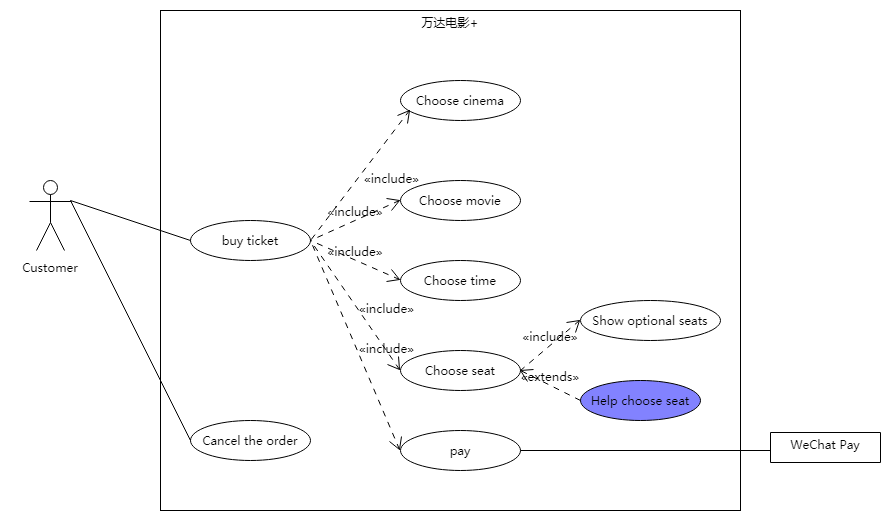 万达电影+
Choose cinema
«include»
Choose movie
«include»
Customer
buy ticket
«include»
Choose time
«include»
Show optional seats
«include»
«include»
Choose seat
«extends»
Help choose seat
Cancel the order
pay
WeChat Pay